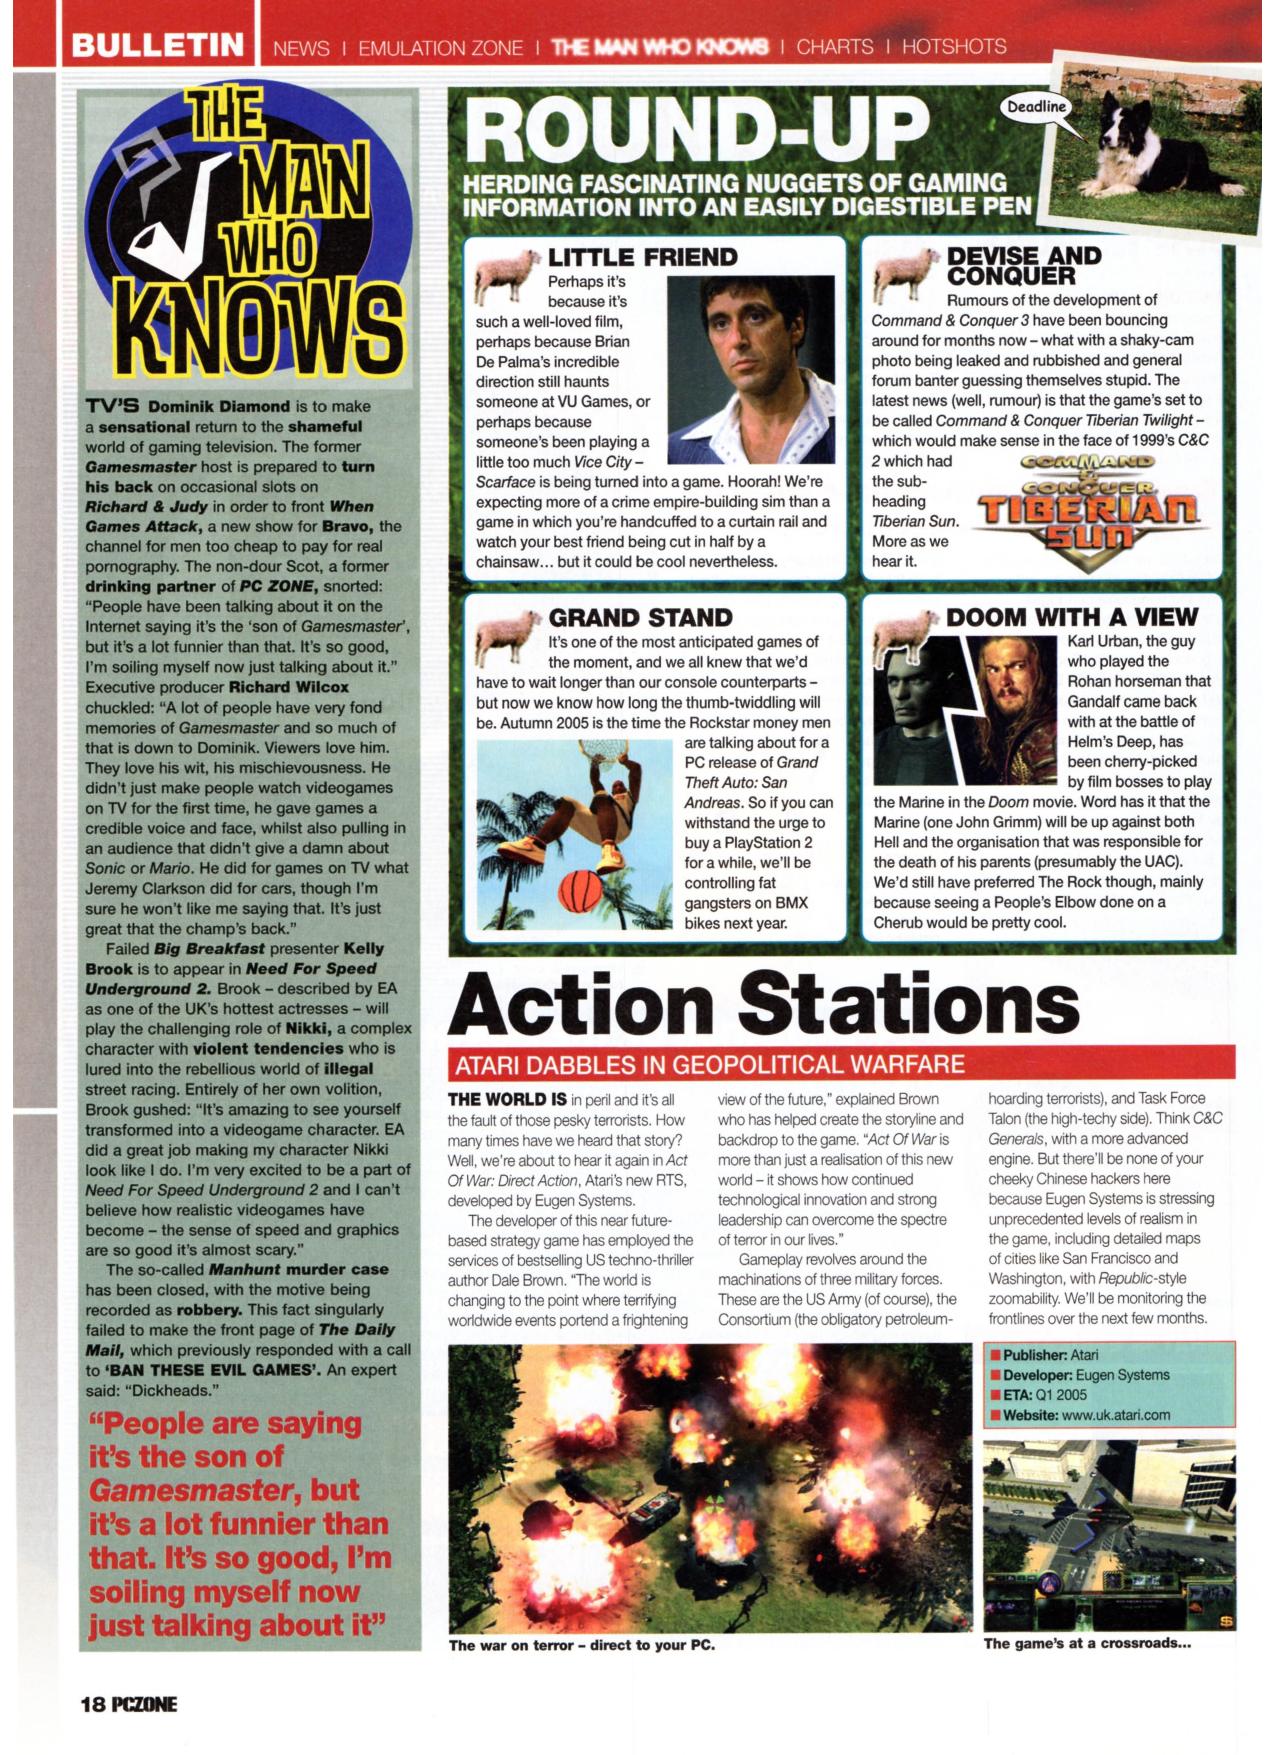 BULLETIN
NEWS | EMULATION ZONE | THE MAN WHO KNOWS | CHARTS | HOTSHOTS
THE
MAN
WHO
KNOWS
TV'S Dominik Diamond is to make
a sensational return to the shameful
world of gaming television. The former
Gamesmaster host is prepared to turn
his back on occasional slots on
Richard & Judy in order to front When
Games Attack, a new show for Bravo, the
channel for men too cheap to pay for real
pornography. The non-dour Scot, a former
drinking partner of PC ZONE, snorted:
"People have been talking about it on the
Internet saying it's the 'son of Gamesmaster',
but it's a lot funnier than that. It's so good,
I'm soiling myself now just talking about it."
Executive producer Richard Wilcox
chuckled: "A lot of people have very fond
memories of Gamesmaster and so much of
that is down to Dominik. Viewers love him.
They love his wit, his mischievousness. He
didn't just make people watch videogames
on TV for the first time, he gave games a
credible voice and face, whilst also pulling in
an audience that didn't give a damn about
Sonic or Mario. He did for games on TV what
Jeremy Clarkson did for cars, though I'm
sure he won't like me saying that. It's just
great that the champ's back."
Failed Big Breakfast presenter Kelly
Brook is to appear in Need For Speed
Underground 2. Brook – described by EA
as one of the UK's hottest actresses – will
play the challenging role of Nikki, a complex
character with violent tendencies who is
lured into the rebellious world of illegal
street racing. Entirely of her own volition,
Brook gushed: "It's amazing to see yourself
transformed into a videogame character. EA
did a great job making my character Nikki
look like I do. I'm very excited to be a part of
Need For Speed Underground 2 and I can't
believe how realistic videogames have
become – the sense of speed and graphics
are so good it's almost scary."
The so-called Manhunt murder case
has been closed, with the motive being
recorded as robbery. This fact singularly
failed to make the front page of The Daily
Mail, which previously responded with a call
to 'BAN THESE EVIL GAMES'. An expert
said: "Dickheads."
"People are saying
it's the son of
Gamesmaster, but
it's a lot funnier than
that. It's so good, I'm
soiling myself now
just talking about it"
ROUND-UP
HERDING FASCINATING NUGGETS OF GAMING
INFORMATION INTO AN EASILY DIGESTIBLE PEN
Deadline
LITTLE FRIEND
Perhaps it's
because it's
such a well-loved film,
perhaps because Brian
De Palma's incredible
direction still haunts
someone at VU Games, or
perhaps because
someone's been playing a
little too much Vice City –
Scarface is being turned into a game. Hoorah! We're
expecting more of a crime empire-building sim than a
game in which you're handcuffed to a curtain rail and
watch your best friend being cut in half by a
chainsaw... but it could be cool nevertheless.
DEVISE AND
CONQUER
Rumours of the development of
Command & Conquer 3 have been bouncing
around for months now – what with a shaky-cam
photo being leaked and rubbished and general
forum banter guessing themselves stupid. The
latest news (well, rumour) is that the game's set to
be called Command & Conquer Tiberian Twilight –
which would make sense in the face of 1999's C&C
2 which had
the sub-
heading
Tiberian Sun.
More as we
hear it.
COMMAND
&
CONQUER
TIBERIAN
SUN
GRAND STAND
It's one of the most anticipated games of
the moment, and we all knew that we'd
have to wait longer than our console counterparts –
but now we know how long the thumb-twiddling will
be. Autumn 2005 is the time the Rockstar money men
are talking about for a
PC release of Grand
Theft Auto: San
Andreas. So if you can
withstand the urge to
buy a PlayStation 2
for a while, we'll be
controlling fat
gangsters on BMX
bikes next year.
DOOM WITH A VIEW
Karl Urban, the guy
who played the
Rohan horseman that
Gandalf came back
with at the battle of
Helm's Deep, has
been cherry-picked
by film bosses to play
the Marine in the Doom movie. Word has it that the
Marine (one John Grimm) will be up against both
Hell and the organisation that was responsible for
the death of his parents (presumably the UAC).
We'd still have preferred The Rock though, mainly
because seeing a People's Elbow done on a
Cherub would be pretty cool.
Action Stations
ATARI DABBLES IN GEOPOLITICAL WARFARE
THE WORLD IS in peril and it's all
the fault of those pesky terrorists. How
many times have we heard that story?
Well, we're about to hear it again in Act
Of War: Direct Action, Atari's new RTS,
developed by Eugen Systems.
The developer of this near future-
based strategy game has employed the
services of bestselling US techno-thriller
author Dale Brown. "The world is
changing to the point where terrifying
worldwide events portend a frightening
view of the future," explained Brown
who has helped create the storyline and
backdrop to the game. "Act Of War is
more than just a realisation of this new
world – it shows how continued
technological innovation and strong
leadership can overcome the spectre
of terror in our lives."
Gameplay revolves around the
machinations of three military forces.
These are the US Army (of course), the
Consortium (the obligatory petroleum-
hoarding terrorists), and Task Force
Talon (the high-techy side). Think C&C
Generals, with a more advanced
engine. But there'll be none of your
cheeky Chinese hackers here
because Eugen Systems is stressing
unprecedented levels of realism in
the game, including detailed maps
of cities like San Francisco and
Washington, with Republic-style
zoomability. We'll be monitoring the
frontlines over the next few months.
Publisher: Atari
Developer: Eugen Systems
ETA: Q1 2005
Website: www.uk.atari.com
The war on terror – direct to your PC.
The game's at a crossroads...
18 PCZONE